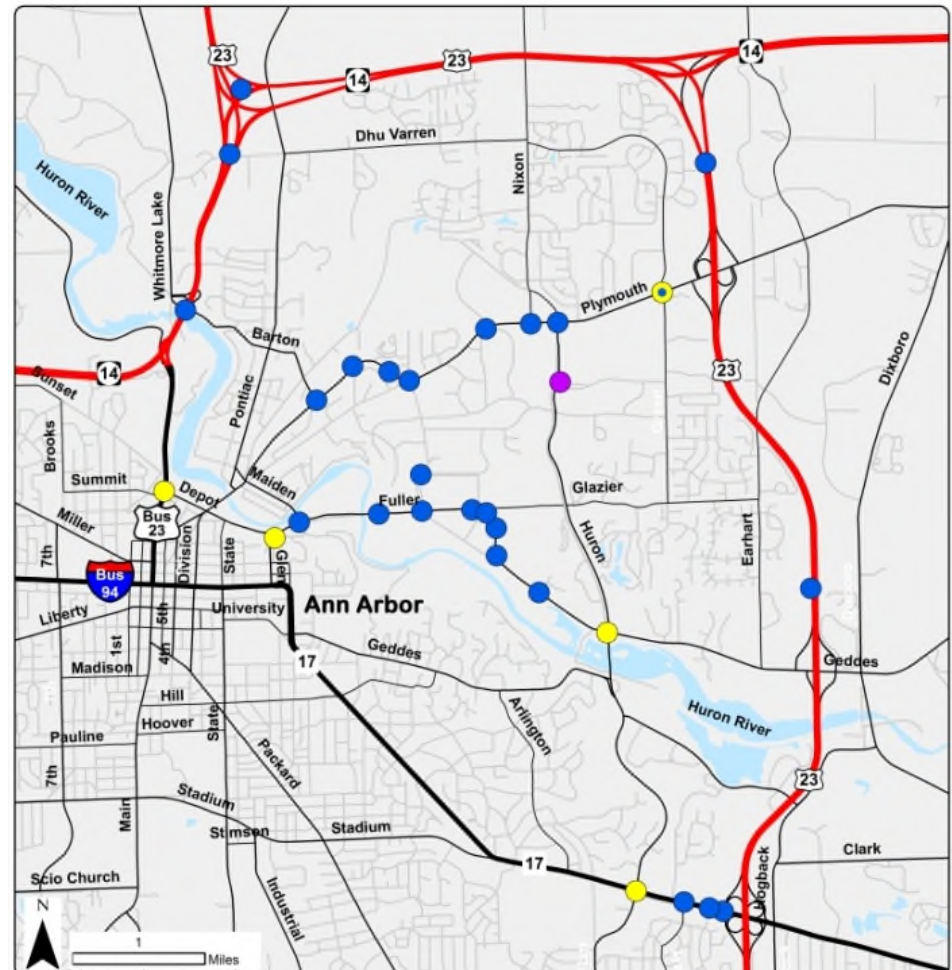 23
14
23
14
Dhu Varren
Nixon
Huron River
Whitmore Lake
Plymouth
Barton
14
23
Dixboro
Sunset
Pontiac
Brooks
Maiden
Summit
Depot
Fuller
Glazier
Miller
Bus
23
Division
State
Glen
Huron
Earhart
7th
Bus
94
Liberty
University
Ann Arbor
1st
5th
4th
Geddes
17
Geddes
Madison
Hill
State
Hoover
Pauline
Arlington
Huron River
7th
Packard
23
Main
Stadium
Stimson
Stadium
17
Clark
Scio Church
Industrial
Hogback
N
1
Miles